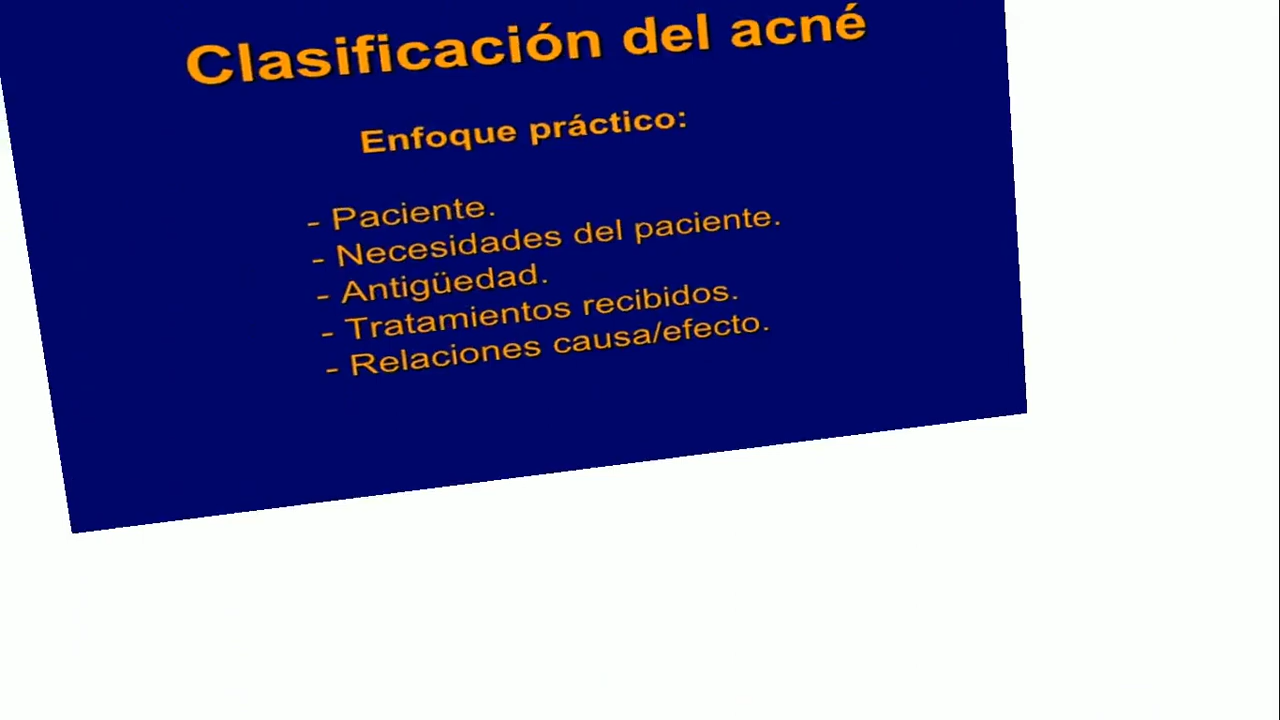 Clasificación del acné
Enfoque práctico:
- Paciente.
- Necesidades del paciente.
- Antigüedad.
- Tratamientos recibidos.
- Relaciones causa/efecto.